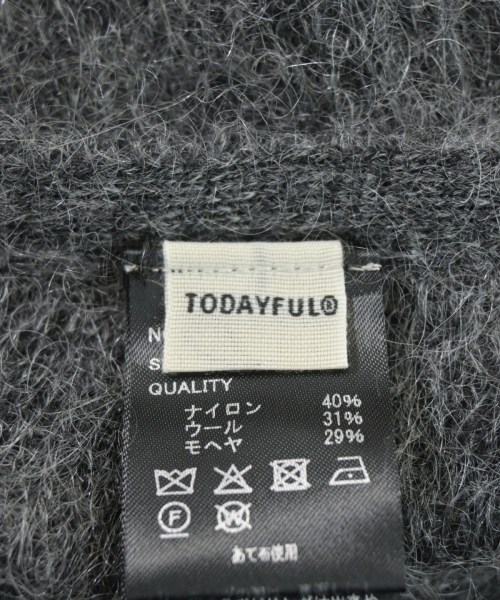 TODAYFUL®
QUALITY
ナイロン 40%
ウール 31%
モヘヤ 29%
F
W
あて布使用